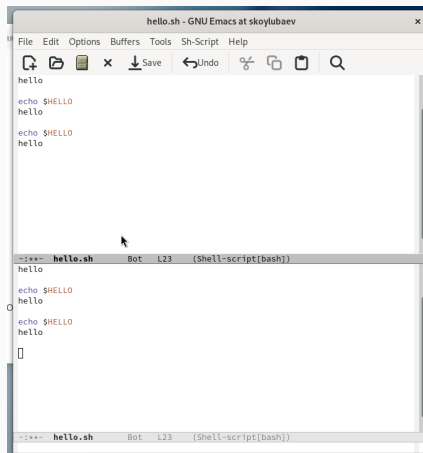 hello.sh - GNU Emacs at skoylubaev ×
File Edit Options Buffers Tools Sh-Script Help
Save Undo
hello
echo $HELLO
hello
echo $HELLO
hello
-:**- hello.sh Bot L23 (Shell-script[bash])
hello
echo $HELLO
hello
echo $HELLO
hello
-:**- hello.sh Bot L23 (Shell-script[bash])